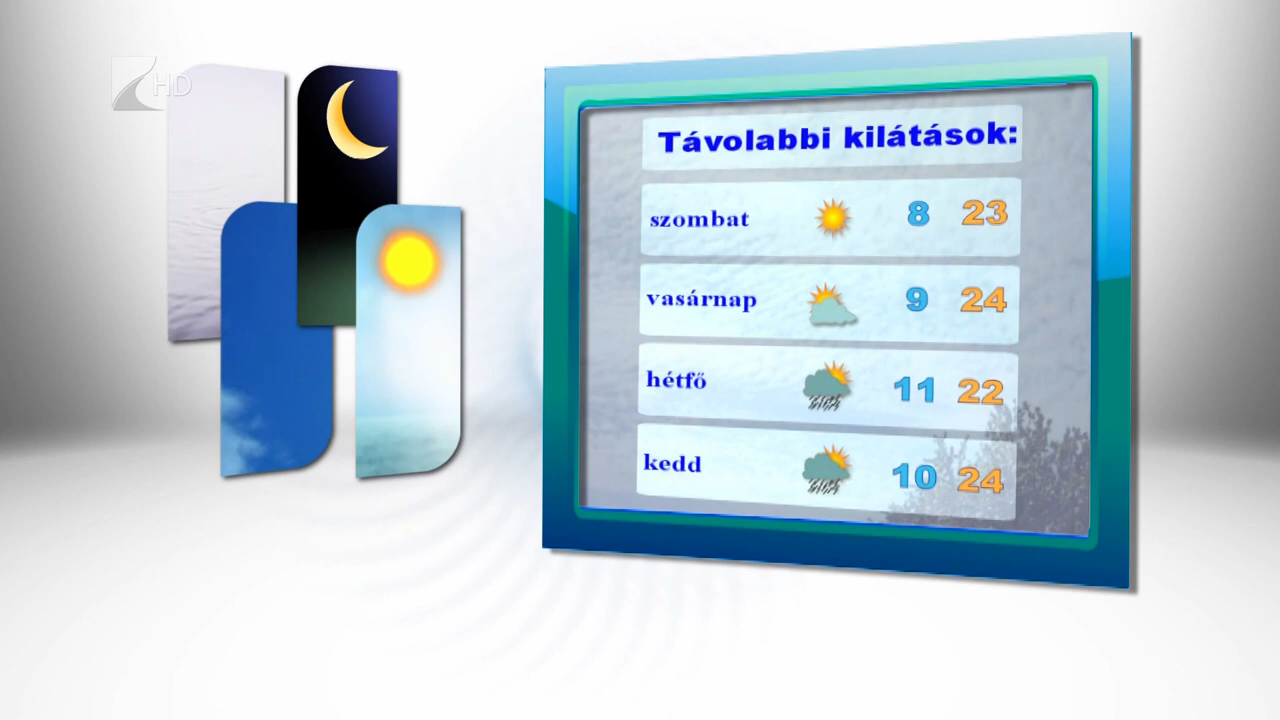 HD
Távolabbi kilátások:
szombat 8 23
vasárnap 9 24
hétfő 11 22
kedd 10 24